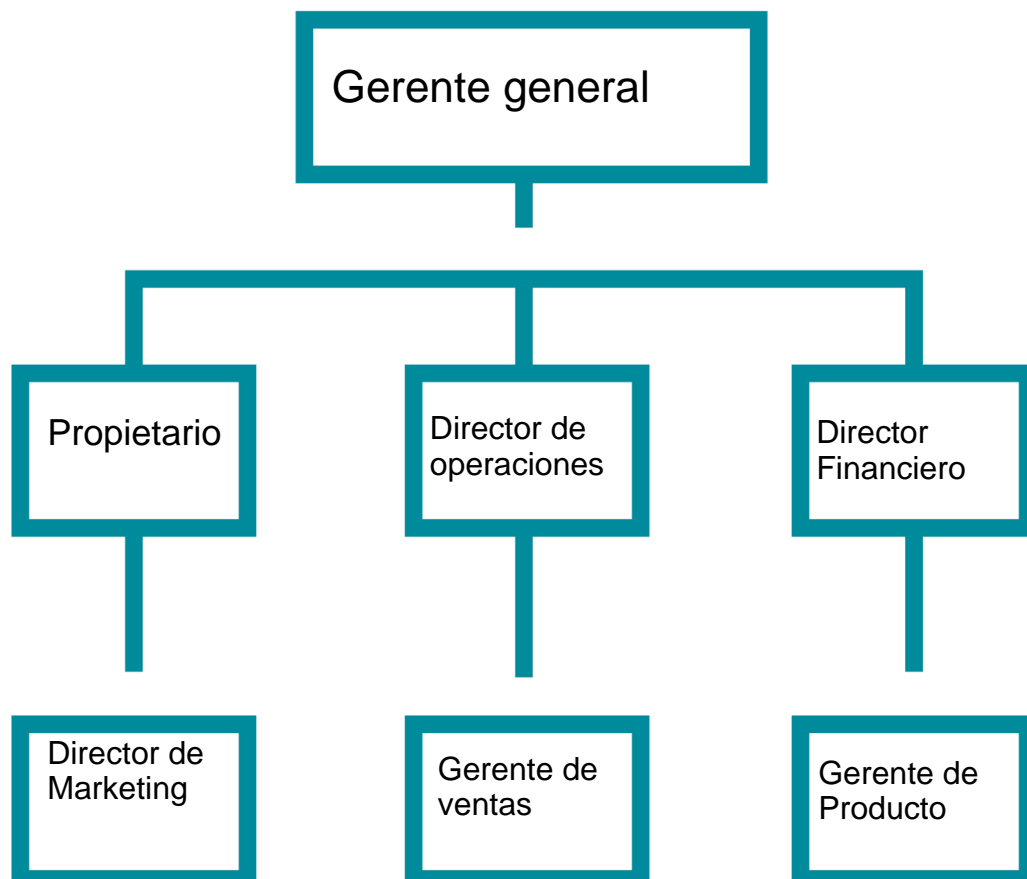 Gerente general
Propietario
Director de
operaciones
Director
Financiero
Director de
Marketing
Gerente de
ventas
Gerente de
Producto